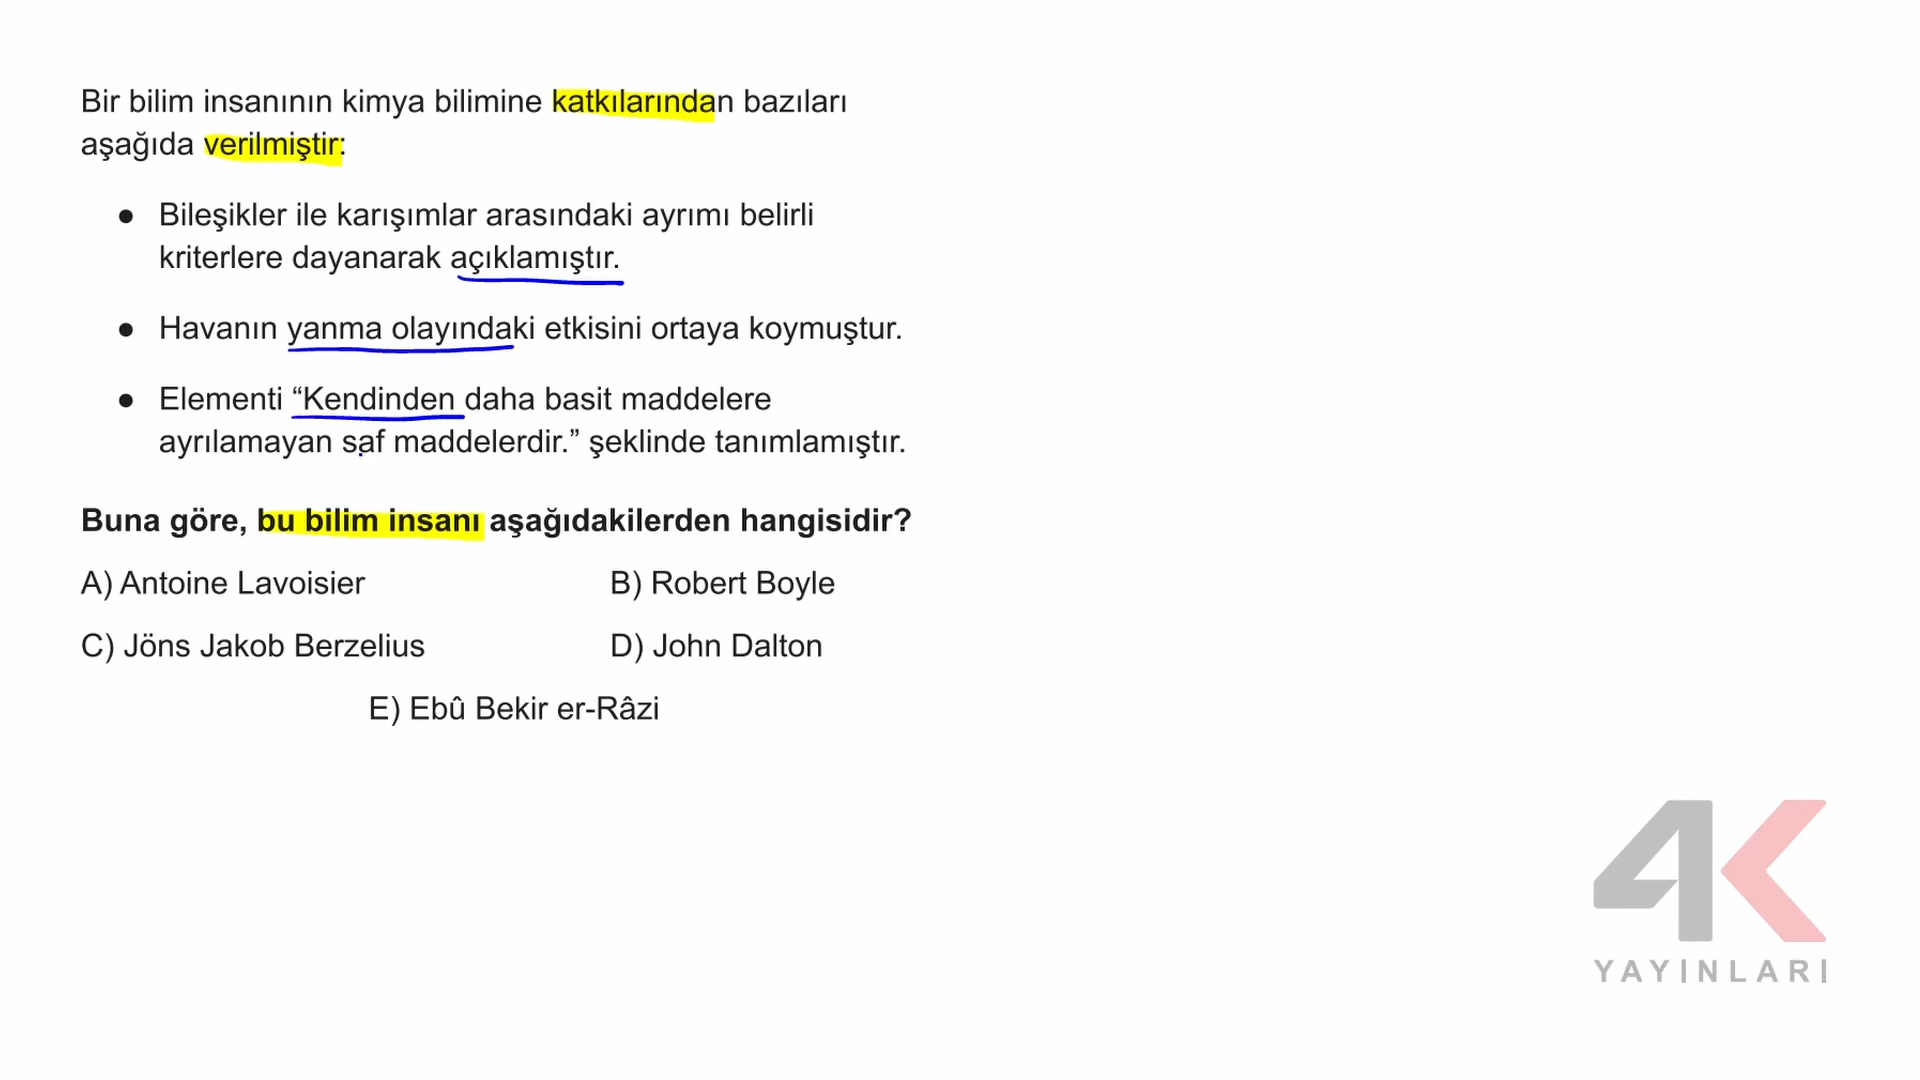 Bir bilim insanının kimya bilimine katkılarından bazıları
aşağıda verilmiştir:
● Bileşikler ile karışımlar arasındaki ayrımı belirli
kriterlere dayanarak açıklamıştır.
● Havanın yanma olayındaki etkisini ortaya koymuştur.
● Elementi “Kendinden daha basit maddelere
ayrılamayan saf maddelerdir.” şeklinde tanımlamıştır.
Buna göre, bu bilim insanı aşağıdakilerden hangisidir?
A) Antoine Lavoisier B) Robert Boyle
C) Jöns Jakob Berzelius D) John Dalton
E) Ebû Bekir er-Râzi
4K
YAYINLARI